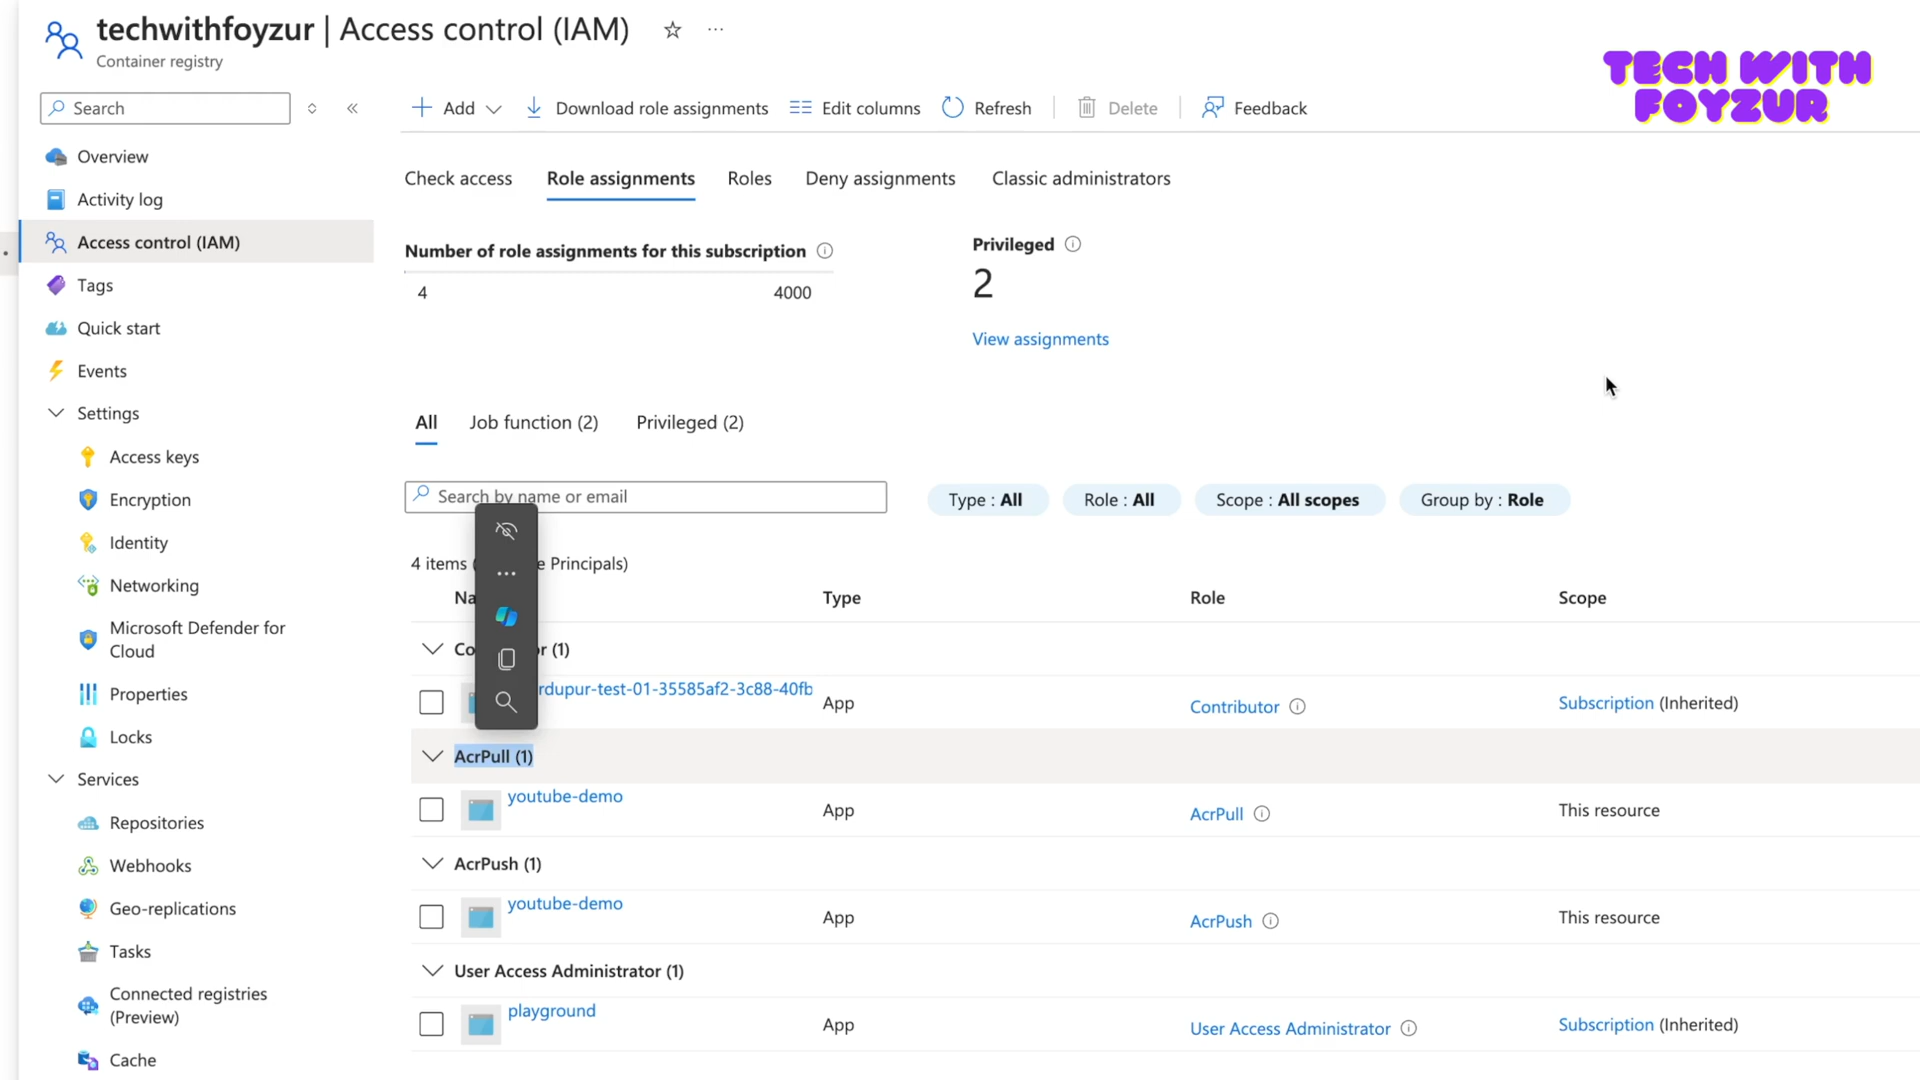 techwithfoyzur | Access control (IAM)
Container registry
TECH WITH
FOYZUR
Search
Add
Download role assignments
Edit columns
Refresh
Delete
Feedback
Overview
Activity log
Access control (IAM)
Tags
Quick start
Events
Settings
Access keys
Encryption
Identity
Networking
Microsoft Defender for
Cloud
Properties
Locks
Services
Repositories
Webhooks
Geo-replications
Tasks
Connected registries
(Preview)
Cache
Check access
Role assignments
Roles
Deny assignments
Classic administrators
Number of role assignments for this subscription
4
4000
Privileged
2
View assignments
All
Job function (2)
Privileged (2)
Search by name or email
Type : All
Role : All
Scope : All scopes
Group by : Role
4 items Principals)
Type
Role
Scope
(1)
rdupur-test-01-35585af2-3c88-40fb
App
Contributor
Subscription (Inherited)
AcrPull (1)
youtube-demo
App
AcrPull
This resource
AcrPush (1)
youtube-demo
App
AcrPush
This resource
User Access Administrator (1)
playground
App
User Access Administrator
Subscription (Inherited)